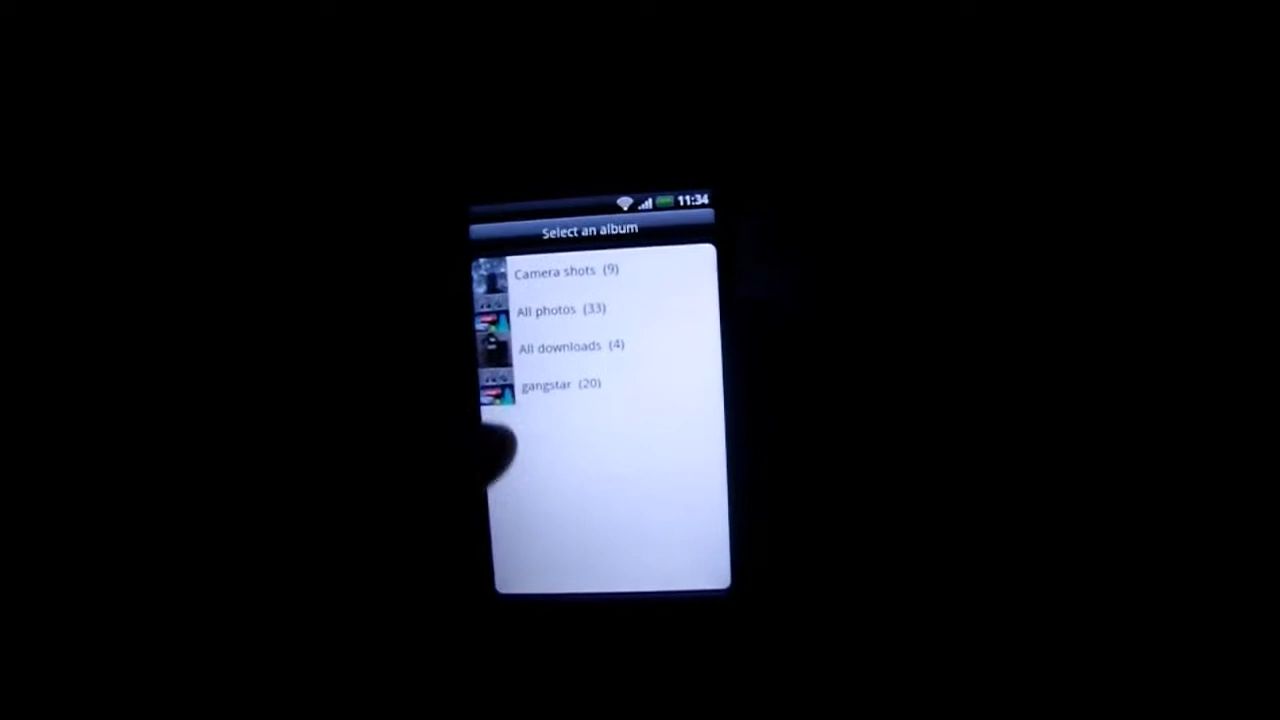 11:34
Select an album
Camera shots (9)
All photos (33)
All downloads (4)
gangstar (20)